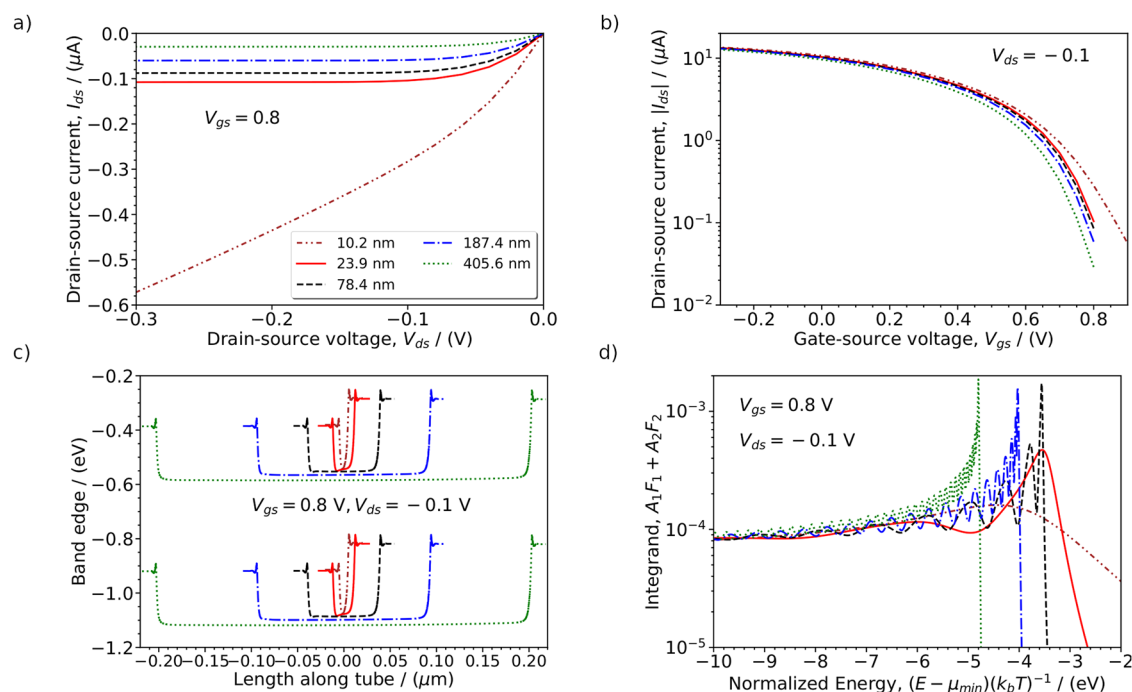 a)
0.0
−0.1
−0.2
−0.3
−0.4
−0.5
−0.6
Drain-source current, I_ds / (μA)
V_gs = 0.8
10.2 nm
23.9 nm
78.4 nm
187.4 nm
405.6 nm
−0.3
−0.2
−0.1
0.0
Drain-source voltage, V_ds / (V)
b)
10^1
10^0
10^−1
10^−2
Drain-source current, |I_ds| / (μA)
V_ds = −0.1
−0.2
0.0
0.2
0.4
0.6
0.8
Gate-source voltage, V_gs / (V)
c)
−0.2
−0.4
−0.6
−0.8
−1.0
−1.2
Band edge / (eV)
V_gs = 0.8 V, V_ds = −0.1 V
−0.20
−0.15
−0.10
−0.05
0.00
0.05
0.10
0.15
0.20
Length along tube / (μm)
d)
10^−3
10^−4
10^−5
Integrand, A_1F_1 + A_2F_2
V_gs = 0.8 V
V_ds = −0.1 V
−10
−9
−8
−7
−6
−5
−4
−3
−2
Normalized Energy, (E − μ_min)(k_bT)^−1 / (eV)